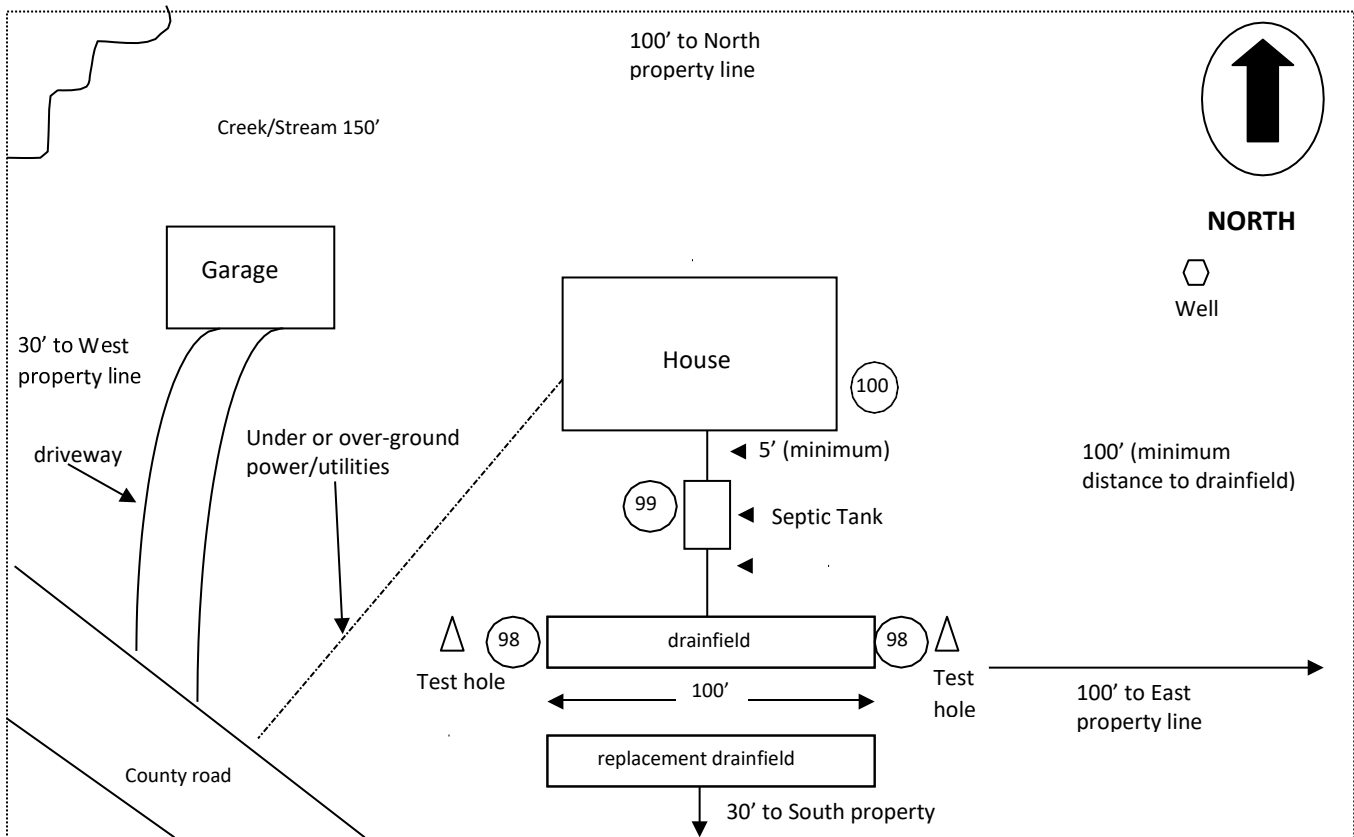 100’ to North
property line
Creek/Stream 150’
NORTH
Garage
Well
30’ to West
property line
House
100
driveway
Under or over-ground
power/utilities
5’ (minimum)
100’ (minimum
distance to drainfield)
99
Septic Tank
98
drainfield
98
Test hole
Test
hole
100’
100’ to East
property line
replacement drainfield
County road
30’ to South property